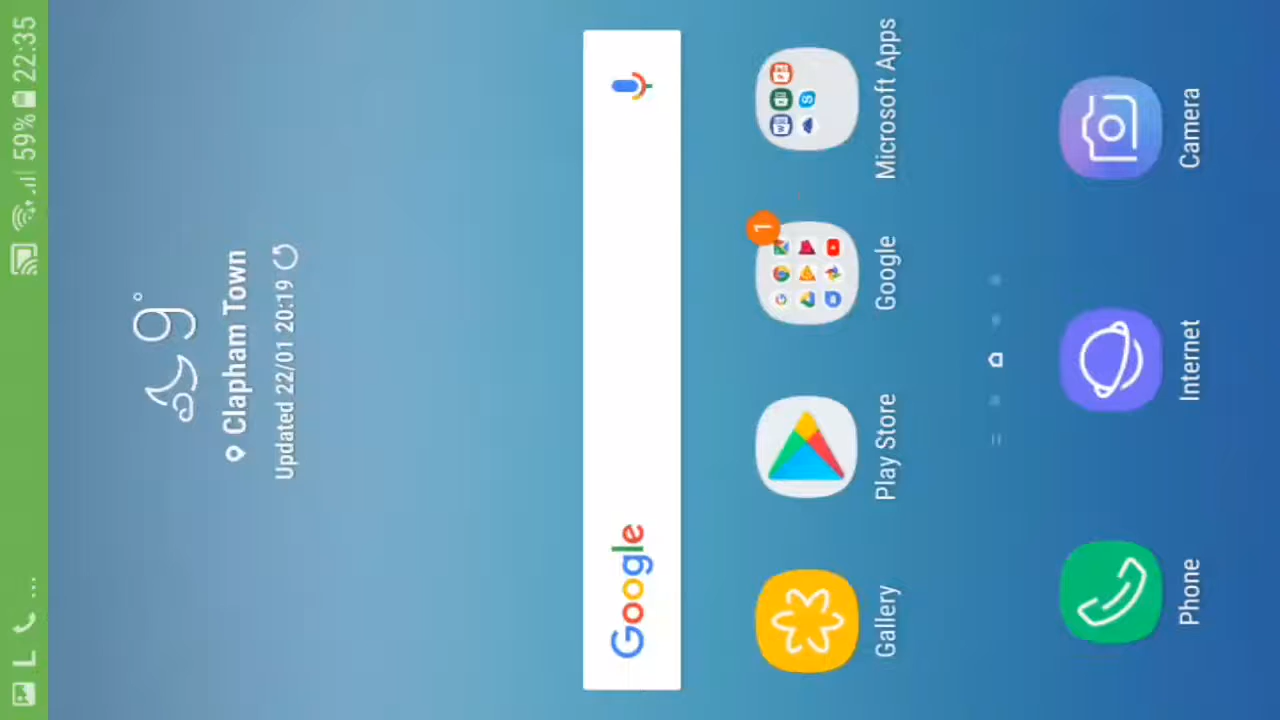 L ... 59% 22:35
9°
Clapham Town
Updated 22/01 20:19
Google
1
Gallery Play Store Google Microsoft Apps
Phone Internet Camera